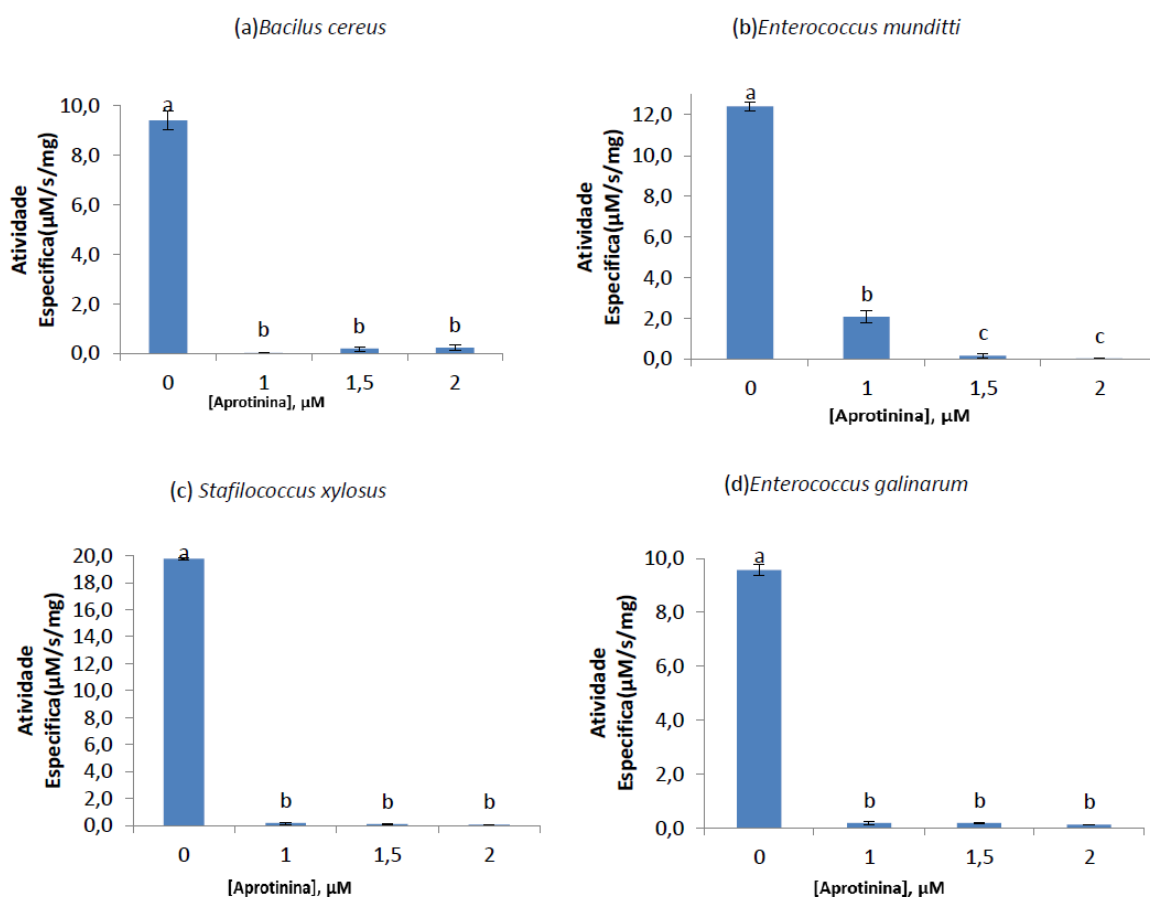 (a)Bacilus cereus
a
10,0
8,0
6,0
4,0
2,0
0,0
Atividade
Especifica(µM/s/mg)
b
b
b
0
1
1,5
2
[Aprotinina], µM
(b)Enterococcus munditti
a
12,0
10,0
8,0
6,0
4,0
2,0
0,0
Atividade
Especifica(µM/s/mg)
b
c
c
0
1
1,5
2
[Aprotinina], µM
(c) Stafilococcus xylosus
a
20,0
18,0
16,0
14,0
12,0
10,0
8,0
6,0
4,0
2,0
0,0
Atividade
Especifica(µM/s/mg)
b
b
b
0
1
1,5
2
[Aprotinina], µM
(d)Enterococcus galinarum
a
10,0
8,0
6,0
4,0
2,0
0,0
Atividade
Especifica(µM/s/mg)
b
b
b
0
1
1,5
2
[Aprotinina], µM